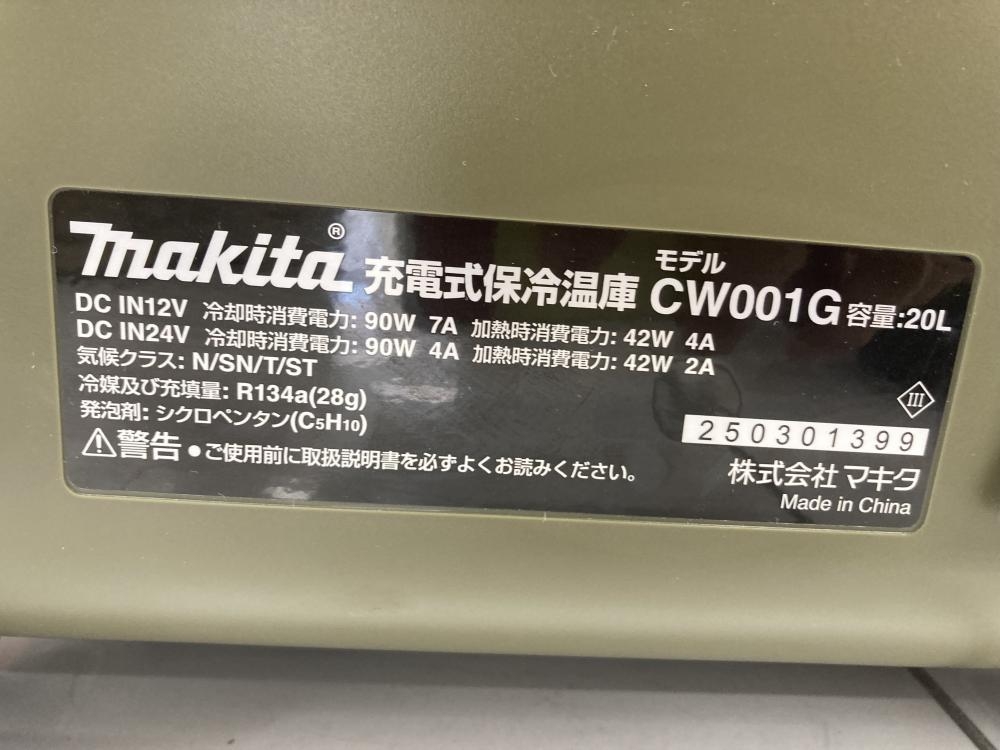 makita® 充電式保冷温庫 モデル CW001G 容量:20L
DC IN12V 冷却時消費電力: 90W 7A 加熱時消費電力: 42W 4A
DC IN24V 冷却時消費電力: 90W 4A 加熱時消費電力: 42W 2A
気候クラス: N/SN/T/ST
冷媒及び充填量: R134a(28g)
発泡剤: シクロペンタン(C5H10)
III
250301399
⚠警告 ●ご使用前に取扱説明書を必ずよくお読みください。
株式会社 マキタ
Made in China